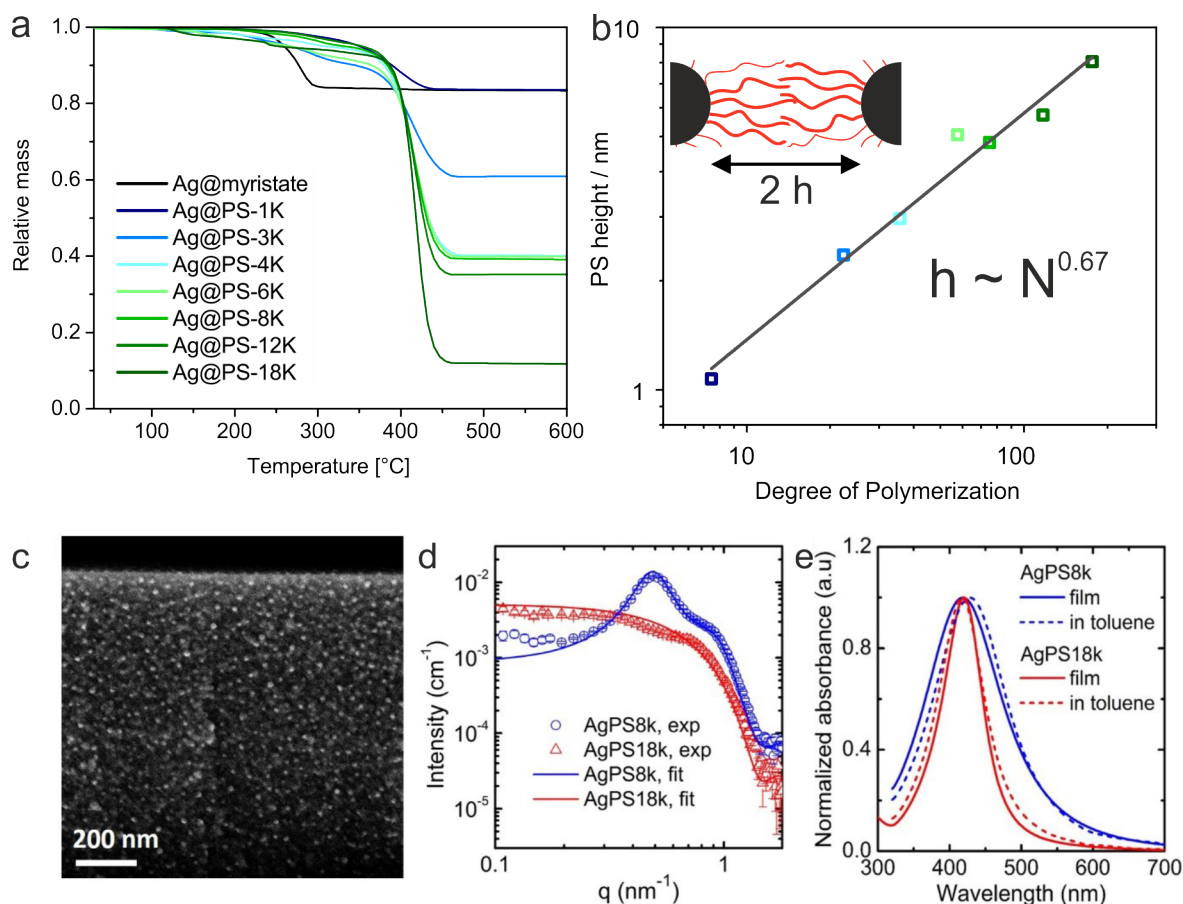 a
1.0
0.8
0.6
0.4
0.2
0.0
Relative mass
Ag@myristate
Ag@PS-1K
Ag@PS-3K
Ag@PS-4K
Ag@PS-6K
Ag@PS-8K
Ag@PS-12K
Ag@PS-18K
100 200 300 400 500 600
Temperature [°C]
b
10
1
PS height / nm
2 h
h ~ N^0.67
10 100
Degree of Polymerization
c
200 nm
d
10^-2
10^-3
10^-4
10^-5
Intensity (cm^-1)
AgPS8k, exp
AgPS18k, exp
AgPS8k, fit
AgPS18k, fit
0.1 1
q (nm^-1)
e
1.2
0.8
0.4
0.0
Normalized absorbance (a.u)
AgPS8k
film
in toluene
AgPS18k
film
in toluene
300 400 500 600 700
Wavelength (nm)